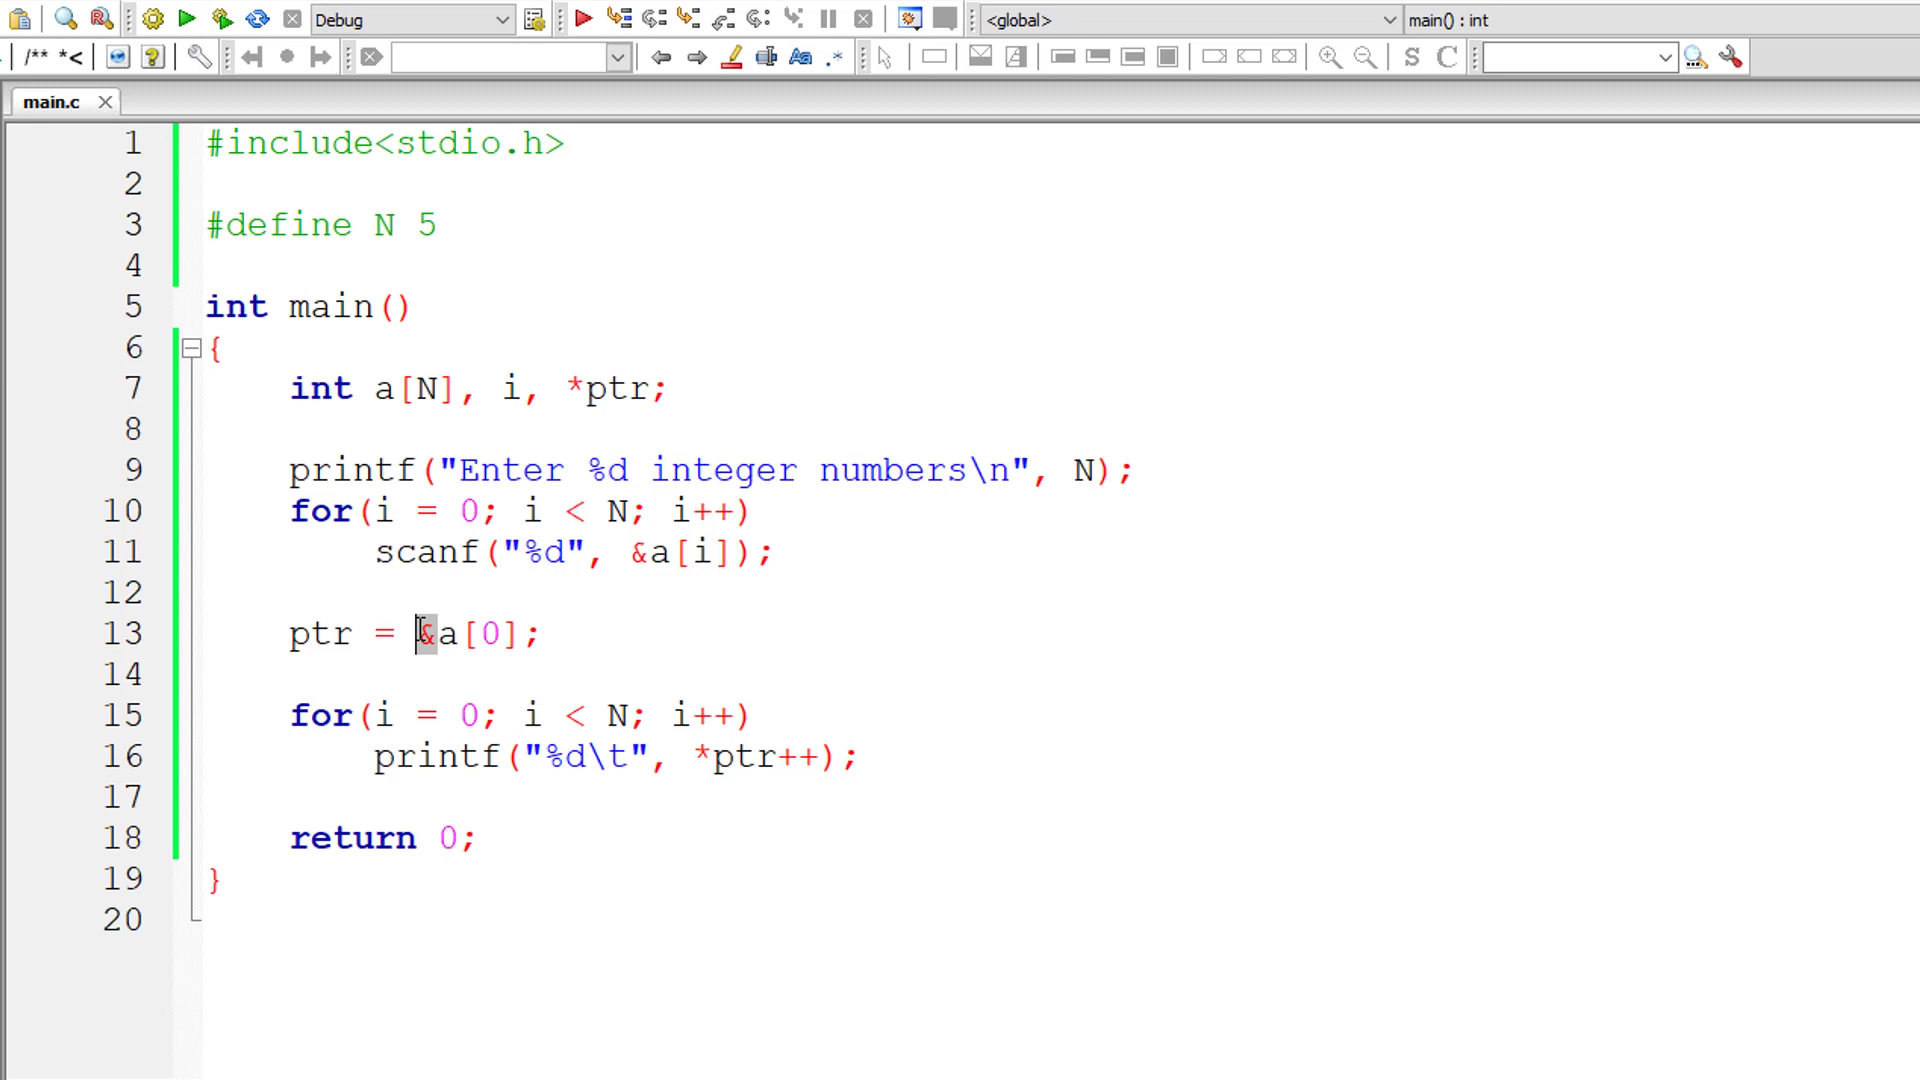 Debug
<global>
main() : int
/** *<
Aa
.*
S C
main.c
1 #include<stdio.h>
2
3 #define N 5
4
5 int main()
6 {
7 int a[N], i, *ptr;
8
9 printf("Enter %d integer numbers\n", N);
10 for(i = 0; i < N; i++)
11 scanf("%d", &a[i]);
12
13 ptr = &a[0];
14
15 for(i = 0; i < N; i++)
16 printf("%d\t", *ptr++);
17
18 return 0;
19 }
20